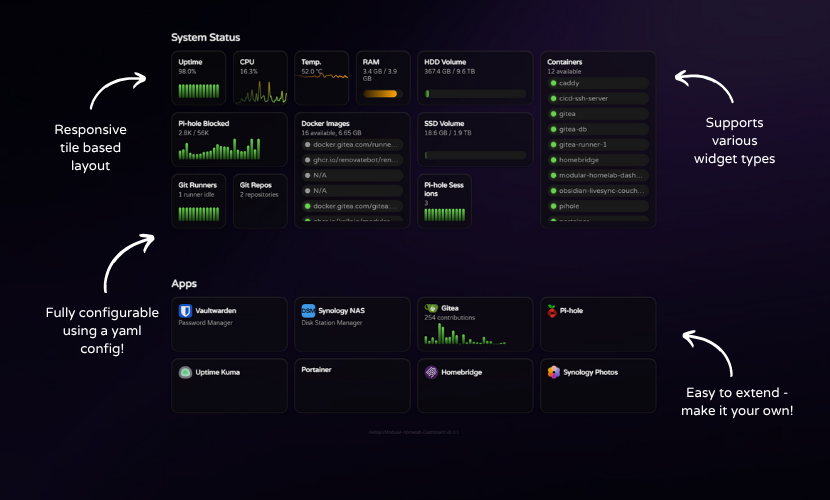 System Status
Uptime
98.0%
CPU
16.3%
Temp.
52.0 °C
RAM
3.4 GB / 3.9
GB
HDD Volume
367.4 GB / 9.6 TB
Containers
12 available
caddy
cicd-ssh-server
gitea
gitea-db
gitea-runner-1
homebridge
modular-homelab-dash...
obsidian-livesync-couch...
pihole
Pi-hole Blocked
2.8K / 56K
Docker Images
16 available, 6.65 GB
docker.gitea.com/runne...
ghcr.io/renovatebot/ren...
N/A
N/A
docker.gitea.com/gitea:...
SSD Volume
18.6 GB / 1.9 TB
Git Runners
1 runner idle
Git Repos
2 repositories
Pi-hole Sess
ions
3
Responsive
tile based
layout
Supports
various
widget types
Fully configurable
using a yaml
config!
Apps
Vaultwarden
Password Manager
DSM
Synology NAS
Disk Station Manager
Gitea
254 contributions
Pi-hole
Uptime Kuma
Portainer
Homebridge
Synology Photos
Easy to extend -
make it your own!